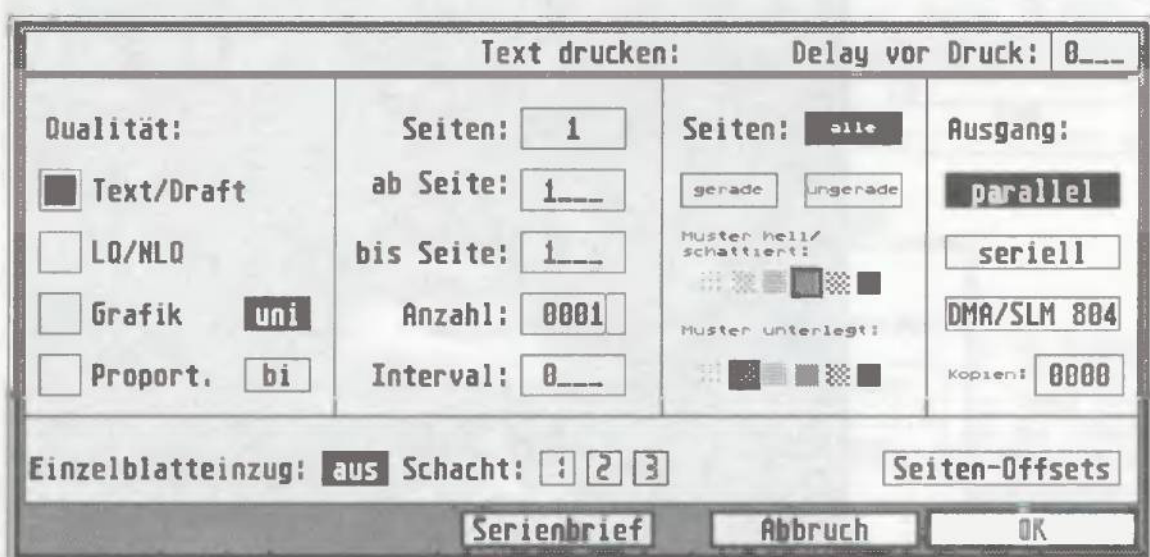 Text drucken: Delay vor Druck: 0___
Qualität:
Text/Draft
LQ/NLQ
Grafik uni
Proport. bi
Seiten: 1
ab Seite: 1___
bis Seite: 1___
Anzahl: 0001
Interval: 0___
Seiten: alle
gerade ungerade
Muster hell/
schattiert:
Muster unterlegt:
Ausgang:
parallel
seriell
DMA/SLM 804
Kopien: 0000
Einzelblatteinzug: aus Schacht: 1 2 3 Seiten-Offsets
Serienbrief Abbruch OK